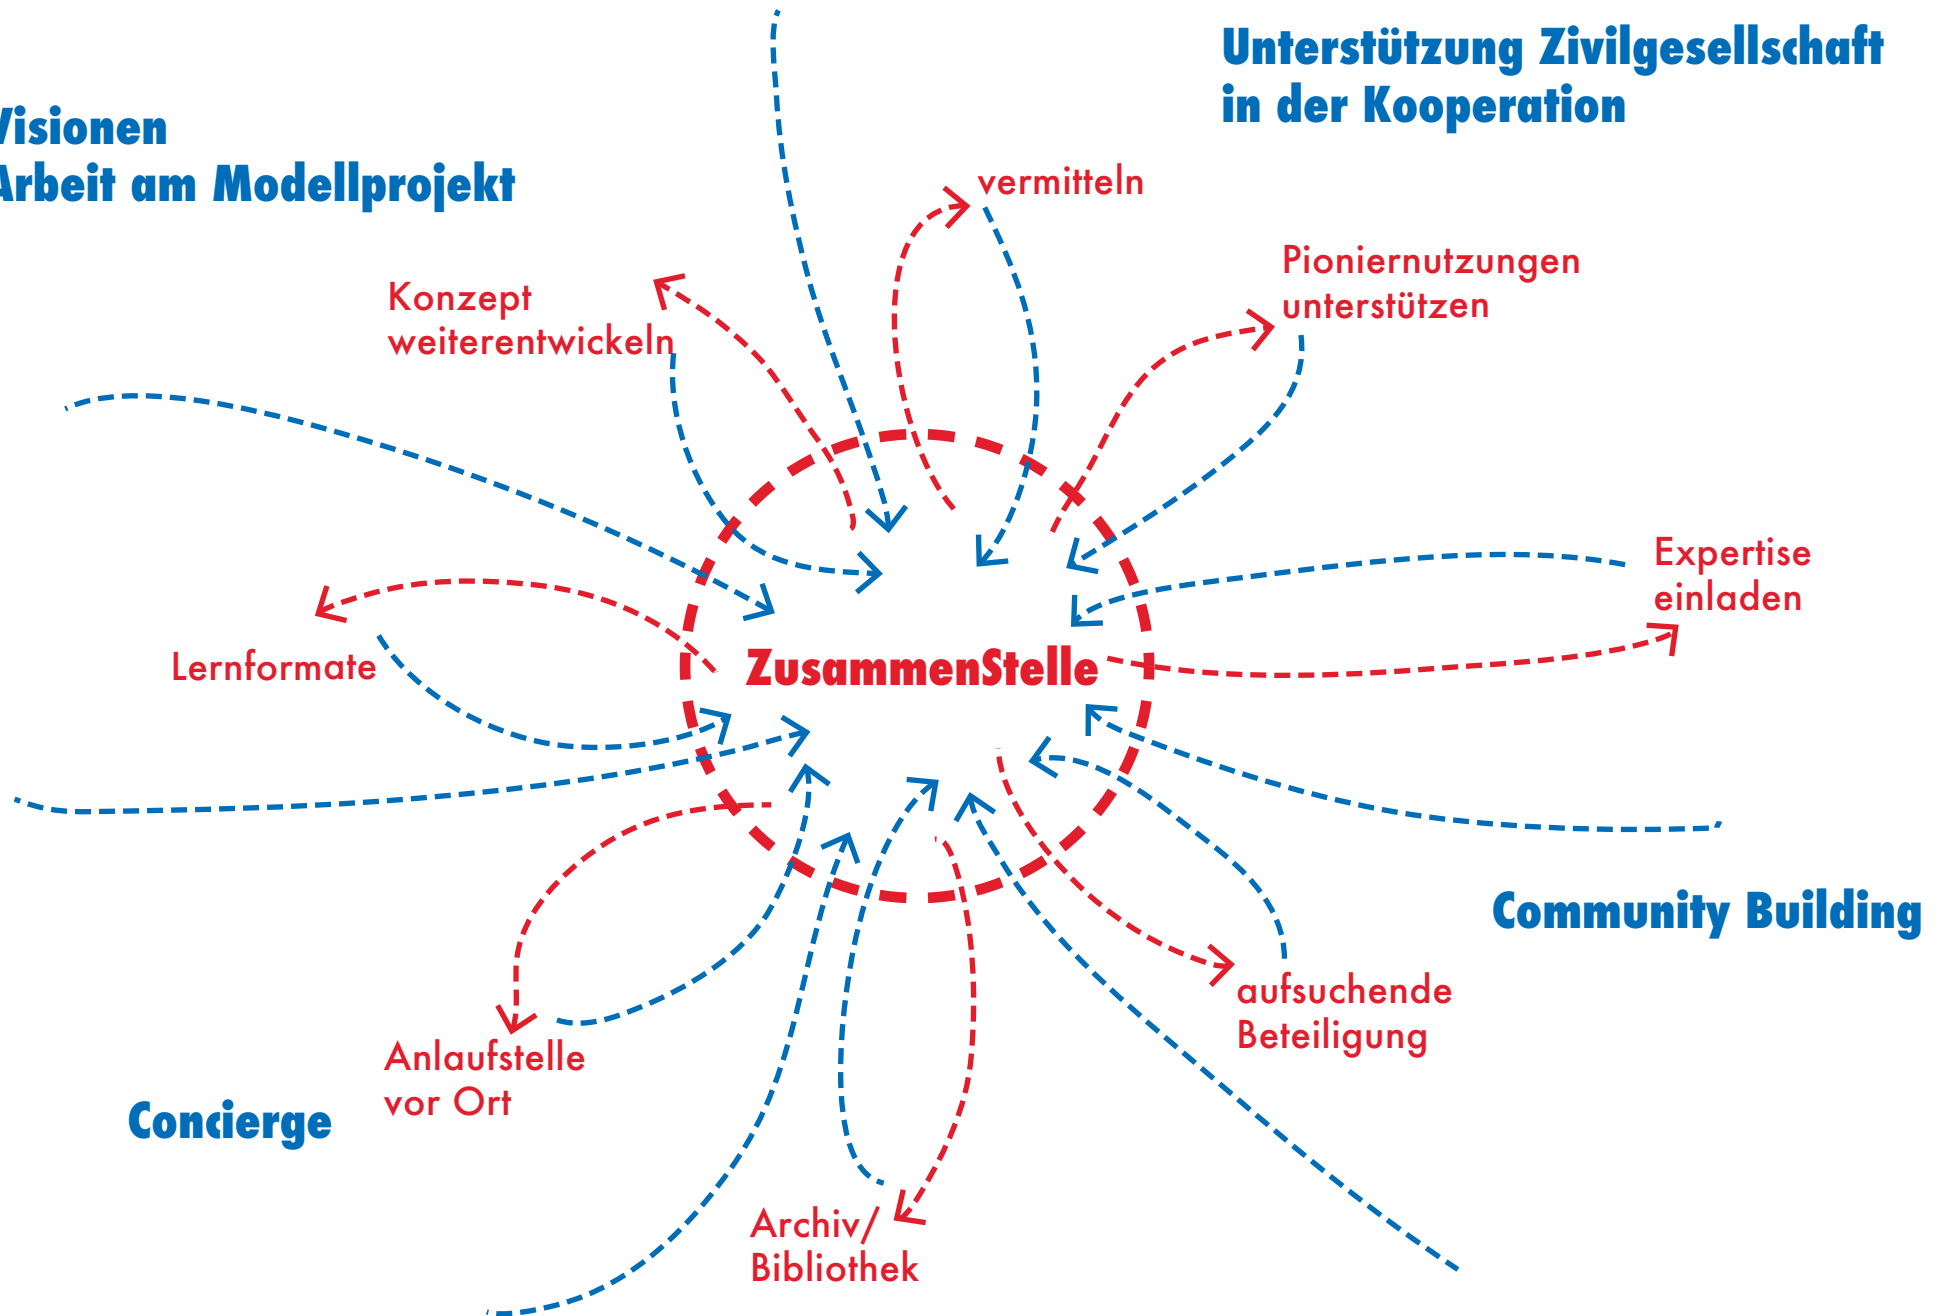 Unterstützung Zivilgesellschaft
in der Kooperation
Visionen
Arbeit am Modellprojekt
vermitteln
Pioniernutzungen
unterstützen
Konzept
weiterentwickeln
Expertise
einladen
Lernformate
ZusammenStelle
Community Building
aufsuchende
Beteiligung
Anlaufstelle
vor Ort
Concierge
Archiv/
Bibliothek